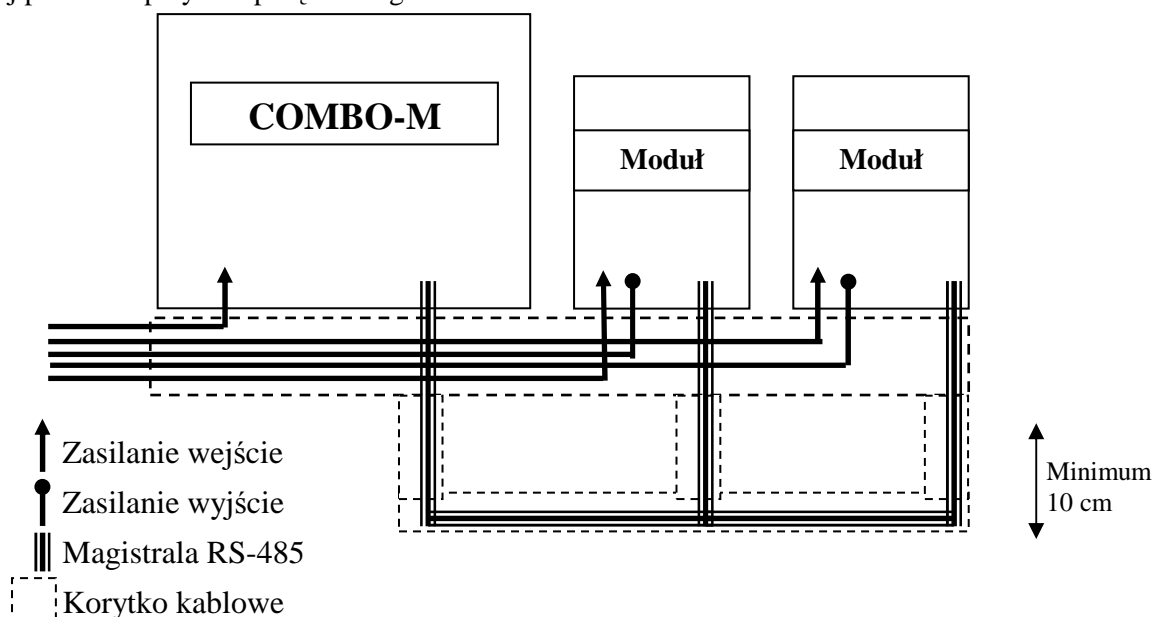 COMBO-M
Moduł
Moduł
Zasilanie wejście
Zasilanie wyjście
Magistrala RS-485
Korytko kablowe
Minimum
10 cm